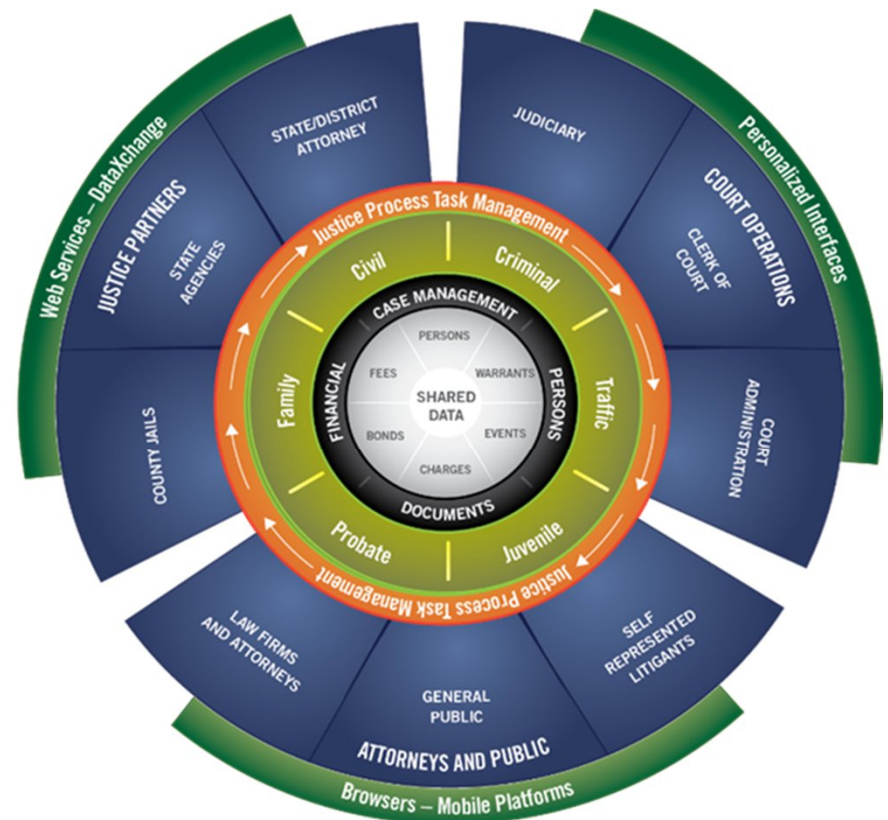 Web Services – DataXchange
JUSTICE PARTNERS
STATE/DISTRICT
ATTORNEY
STATE
AGENCIES
COUNTY JAILS
Personalized Interfaces
COURT OPERATIONS
JUDICIARY
CLERK OF
COURT
COURT
ADMINISTRATION
Justice Process Task Management
Civil
Criminal
Family
Traffic
Probate
Juvenile
CASE MANAGEMENT
FINANCIAL
PERSONS
DOCUMENTS
PERSONS
FEES
WARRANTS
SHARED
DATA
BONDS
EVENTS
CHARGES
Justice Process Task Management
LAW FIRMS
AND ATTORNEYS
GENERAL
PUBLIC
SELF
REPRESENTED
LITIGANTS
ATTORNEYS AND PUBLIC
Browsers – Mobile Platforms